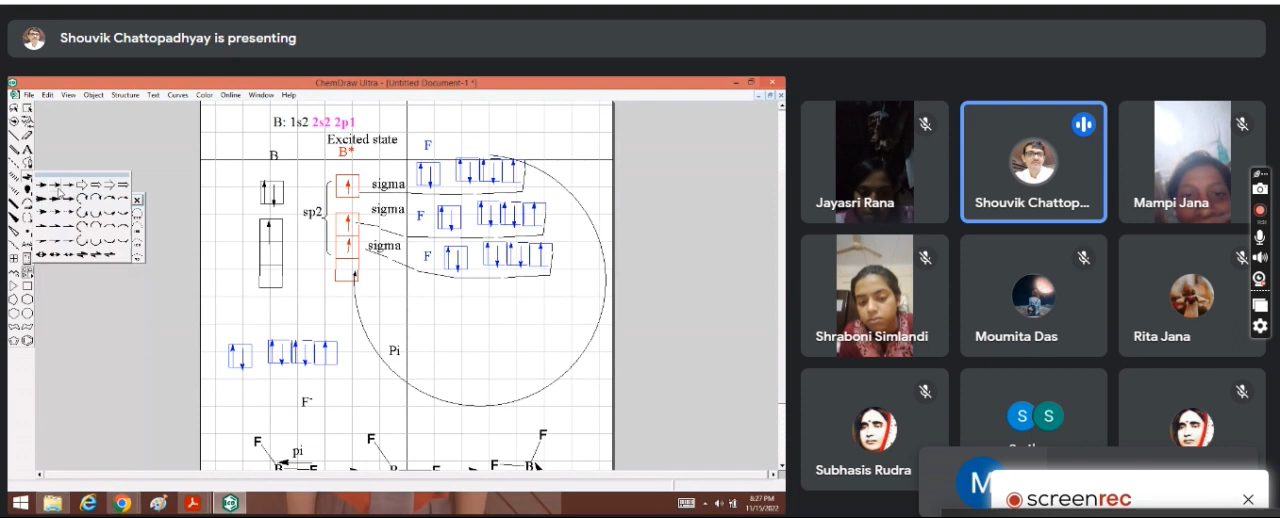 Shouvik Chattopadhyay is presenting
ChemDraw Ultra - [Untitled Document-1 *]
File Edit View Object Structure Text Curves Color Online Window Help
B: 1s2 2s2 2p1
Excited state
B
B*
F
sigma
sp2
sigma
F
sigma
F
Pi
F-
F
F
F
pi
B
F
B
F
F
B
8:27 PM
11/15/2022
Jayasri Rana
Shouvik Chattop...
Mampi Jana
Shraboni Simlandi
Moumita Das
Rita Jana
Subhasis Rudra
S
S
M
screenrec